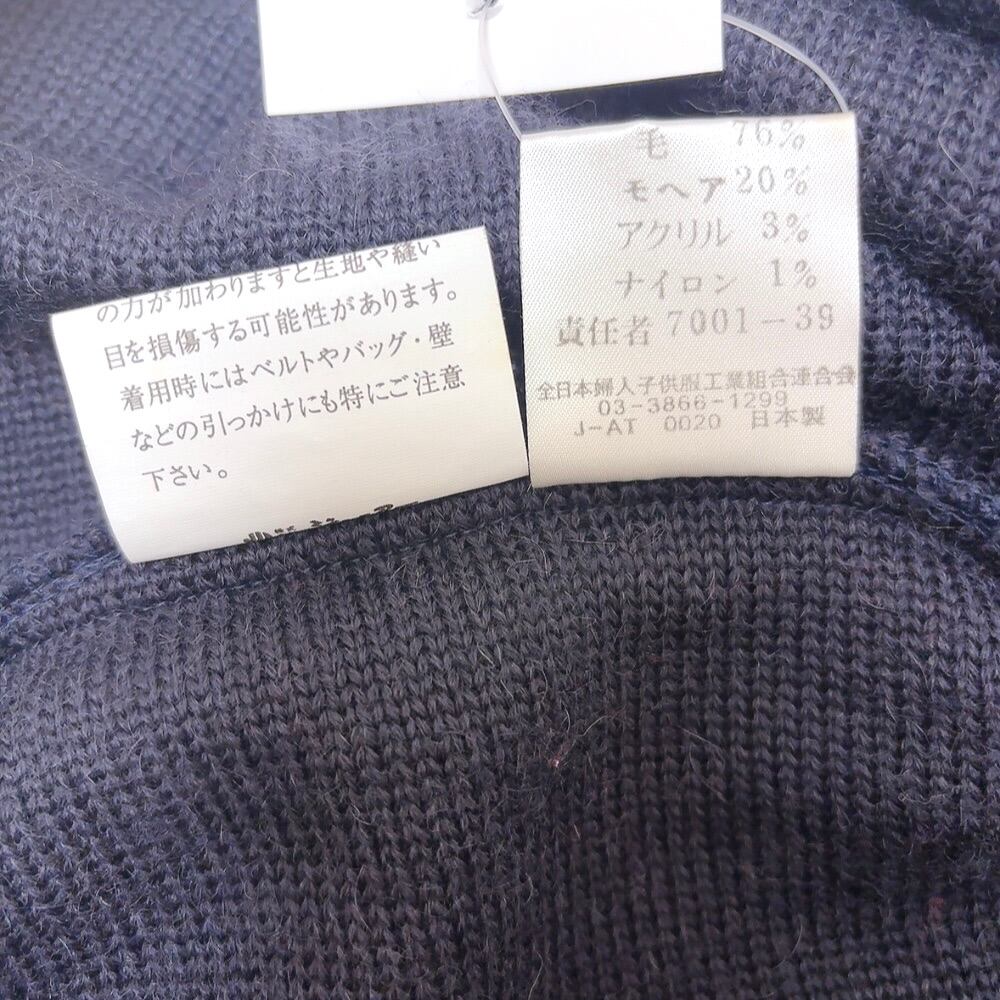 の力が加わりますと生地や縫い
目を損傷する可能性があります。
着用時にはベルトやバッグ・壁
などの引っかけにも特にご注意
下さい。
毛 76%
モヘア 20%
アクリル 3%
ナイロン 1%
責任者 7001-39
全日本婦人子供服工業組合連合会
03-3866-1299
J-AT 0020 日本製